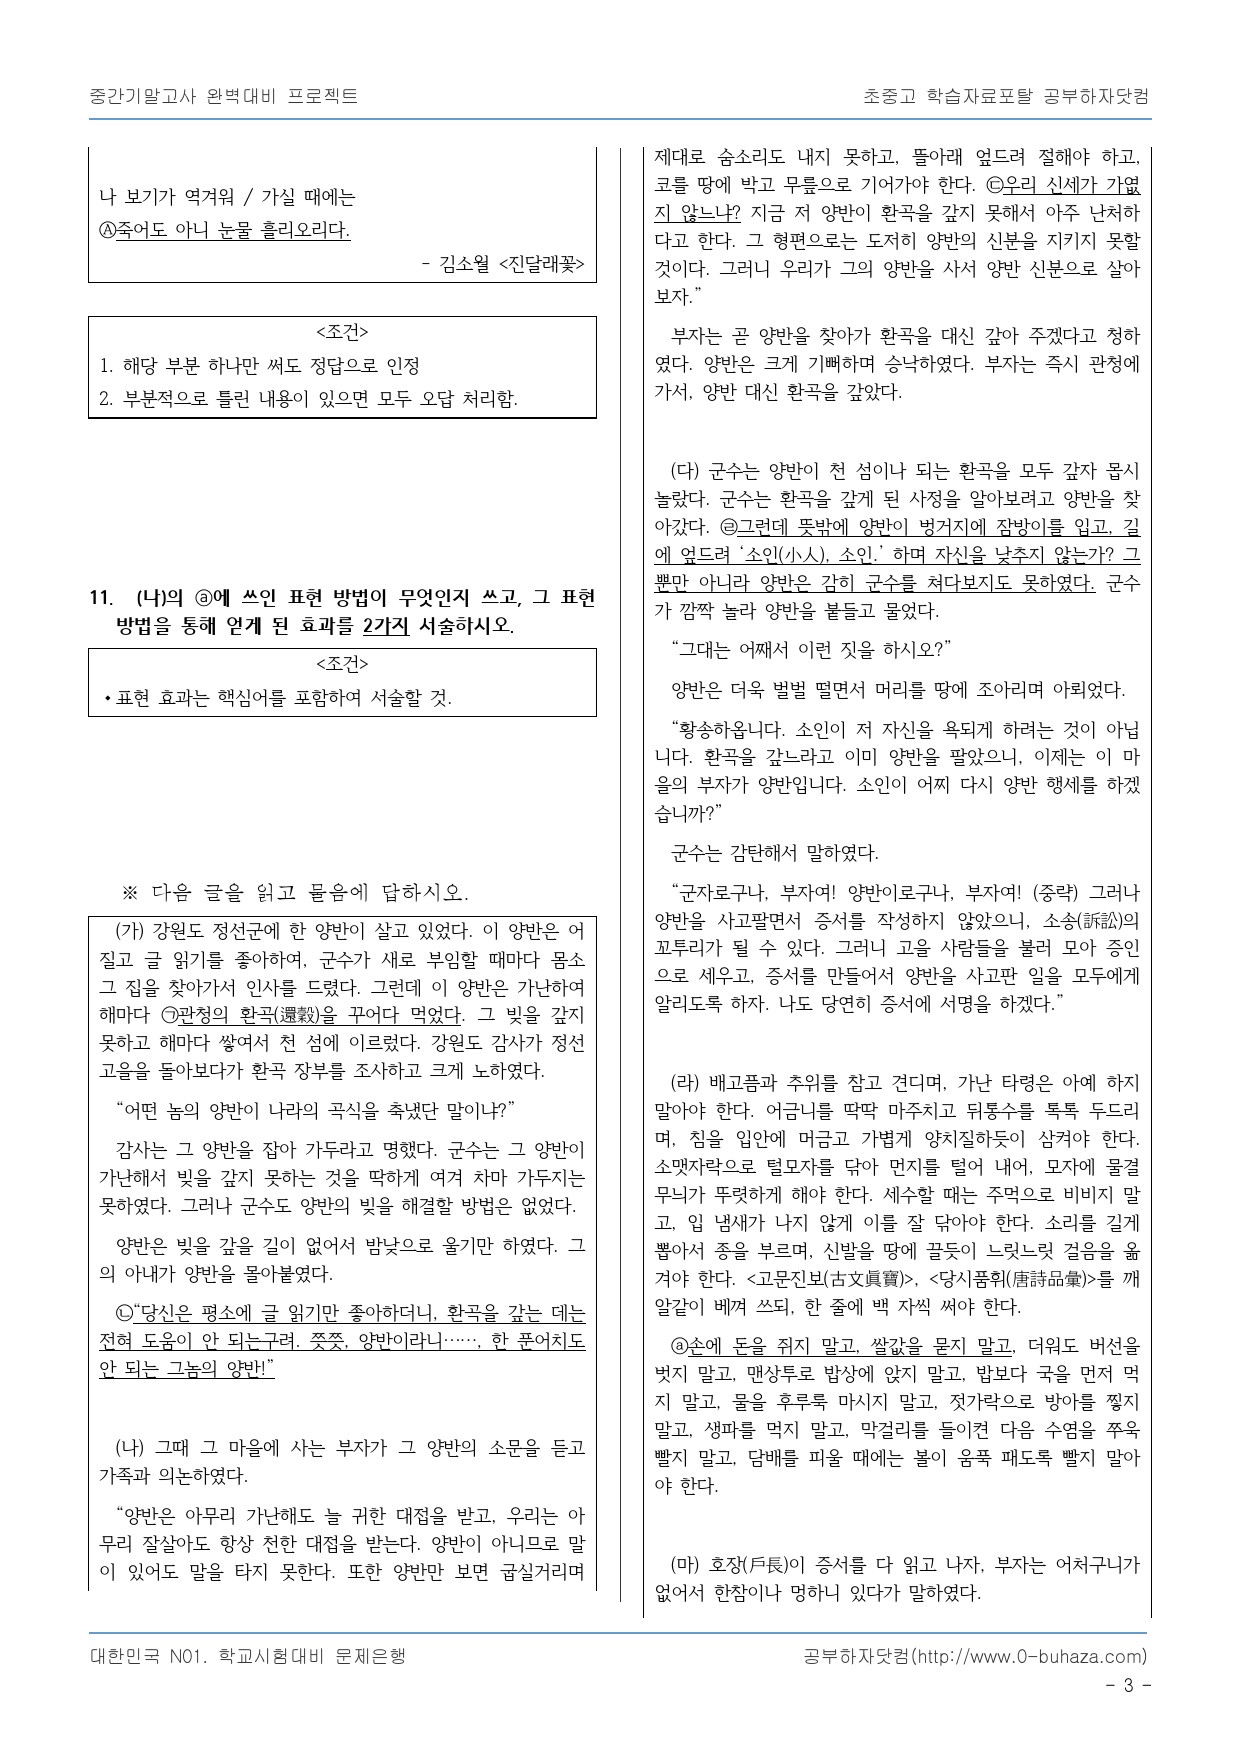 중간기말고사 완벽대비 프로젝트
초중고 학습자료포탈 공부하자닷컴
나 보기가 역겨워 / 가실 때에는
Ⓐ죽어도 아니 눈물 흘리오리다.
- 김소월 <진달래꽃>
<조건>
1. 해당 부분 하나만 써도 정답으로 인정
2. 부분적으로 틀린 내용이 있으면 모두 오답 처리함.
11. (나)의 ⓐ에 쓰인 표현 방법이 무엇인지 쓰고, 그 표현
방법을 통해 얻게 된 효과를 2가지 서술하시오.
<조건>
•표현 효과는 핵심어를 포함하여 서술할 것.
※ 다음 글을 읽고 물음에 답하시오.
(가) 강원도 정선군에 한 양반이 살고 있었다. 이 양반은 어
질고 글 읽기를 좋아하여, 군수가 새로 부임할 때마다 몸소
그 집을 찾아가서 인사를 드렸다. 그런데 이 양반은 가난하여
해마다 ㉠관청의 환곡(還穀)을 꾸어다 먹었다. 그 빚을 갚지
못하고 해마다 쌓여서 천 섬에 이르렀다. 강원도 감사가 정선
고을을 돌아보다가 환곡 장부를 조사하고 크게 노하였다.
“어떤 놈의 양반이 나라의 곡식을 축냈단 말이냐?”
감사는 그 양반을 잡아 가두라고 명했다. 군수는 그 양반이
가난해서 빚을 갚지 못하는 것을 딱하게 여겨 차마 가두지는
못하였다. 그러나 군수도 양반의 빚을 해결할 방법은 없었다.
양반은 빚을 갚을 길이 없어서 밤낮으로 울기만 하였다. 그
의 아내가 양반을 몰아붙였다.
㉡“당신은 평소에 글 읽기만 좋아하더니, 환곡을 갚는 데는
전혀 도움이 안 되는구려. 쯧쯧, 양반이라니……, 한 푼어치도
안 되는 그놈의 양반!”
(나) 그때 그 마을에 사는 부자가 그 양반의 소문을 듣고
가족과 의논하였다.
“양반은 아무리 가난해도 늘 귀한 대접을 받고, 우리는 아
무리 잘살아도 항상 천한 대접을 받는다. 양반이 아니므로 말
이 있어도 말을 타지 못한다. 또한 양반만 보면 굽실거리며
제대로 숨소리도 내지 못하고, 뜰아래 엎드려 절해야 하고,
코를 땅에 박고 무릎으로 기어가야 한다. ㉢우리 신세가 가엾
지 않느냐? 지금 저 양반이 환곡을 갚지 못해서 아주 난처하
다고 한다. 그 형편으로는 도저히 양반의 신분을 지키지 못할
것이다. 그러니 우리가 그의 양반을 사서 양반 신분으로 살아
보자.”
부자는 곧 양반을 찾아가 환곡을 대신 갚아 주겠다고 청하
였다. 양반은 크게 기뻐하며 승낙하였다. 부자는 즉시 관청에
가서, 양반 대신 환곡을 갚았다.
(다) 군수는 양반이 천 섬이나 되는 환곡을 모두 갚자 몹시
놀랐다. 군수는 환곡을 갚게 된 사정을 알아보려고 양반을 찾
아갔다. ㉣그런데 뜻밖에 양반이 벙거지에 잠방이를 입고, 길
에 엎드려 ‘소인(小人), 소인.’ 하며 자신을 낮추지 않는가? 그
뿐만 아니라 양반은 감히 군수를 쳐다보지도 못하였다. 군수
가 깜짝 놀라 양반을 붙들고 물었다.
“그대는 어째서 이런 짓을 하시오?”
양반은 더욱 벌벌 떨면서 머리를 땅에 조아리며 아뢰었다.
“황송하옵니다. 소인이 저 자신을 욕되게 하려는 것이 아닙
니다. 환곡을 갚느라고 이미 양반을 팔았으니, 이제는 이 마
을의 부자가 양반입니다. 소인이 어찌 다시 양반 행세를 하겠
습니까?”
군수는 감탄해서 말하였다.
“군자로구나, 부자여! 양반이로구나, 부자여! (중략) 그러나
양반을 사고팔면서 증서를 작성하지 않았으니, 소송(訴訟)의
꼬투리가 될 수 있다. 그러니 고을 사람들을 불러 모아 증인
으로 세우고, 증서를 만들어서 양반을 사고판 일을 모두에게
알리도록 하자. 나도 당연히 증서에 서명을 하겠다.”
(라) 배고픔과 추위를 참고 견디며, 가난 타령은 아예 하지
말아야 한다. 어금니를 딱딱 마주치고 뒤통수를 톡톡 두드리
며, 침을 입안에 머금고 가볍게 양치질하듯이 삼켜야 한다.
소맷자락으로 털모자를 닦아 먼지를 털어 내어, 모자에 물결
무늬가 뚜렷하게 해야 한다. 세수할 때는 주먹으로 비비지 말
고, 입 냄새가 나지 않게 이를 잘 닦아야 한다. 소리를 길게
뽑아서 종을 부르며, 신발을 땅에 끌듯이 느릿느릿 걸음을 옮
겨야 한다. <고문진보(古文眞寶)>, <당시품휘(唐詩品彙)>를 깨
알같이 베껴 쓰되, 한 줄에 백 자씩 써야 한다.
ⓐ손에 돈을 쥐지 말고, 쌀값을 묻지 말고, 더워도 버선을
벗지 말고, 맨상투로 밥상에 앉지 말고, 밥보다 국을 먼저 먹
지 말고, 물을 후루룩 마시지 말고, 젓가락으로 방아를 찧지
말고, 생파를 먹지 말고, 막걸리를 들이켠 다음 수염을 쭈욱
빨지 말고, 담배를 피울 때에는 볼이 움푹 패도록 빨지 말아
야 한다.
(마) 호장(戶長)이 증서를 다 읽고 나자, 부자는 어처구니가
없어서 한참이나 멍하니 있다가 말하였다.
대한민국 N01. 학교시험대비 문제은행
공부하자닷컴(http://www.0-buhaza.com)
- 3 -